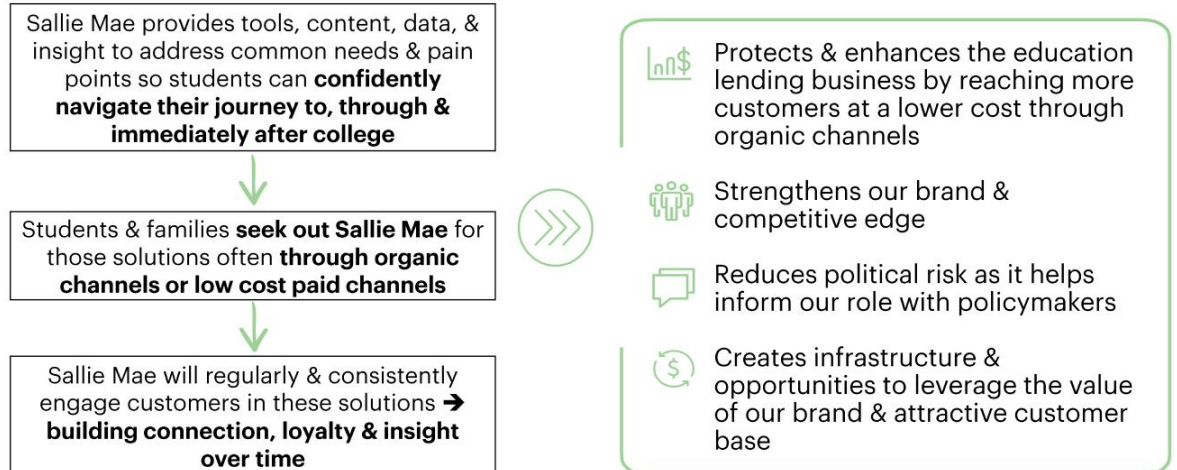 Sallie Mae provides tools, content, data, &
insight to address common needs & pain
points so students can confidently
navigate their journey to, through &
immediately after college
Students & families seek out Sallie Mae for
those solutions often through organic
channels or low cost paid channels
Sallie Mae will regularly & consistently
engage customers in these solutions ➔
building connection, loyalty & insight
over time
Protects & enhances the education
lending business by reaching more
customers at a lower cost through
organic channels
Strengthens our brand &
competitive edge
Reduces political risk as it helps
inform our role with policymakers
Creates infrastructure &
opportunities to leverage the value
of our brand & attractive customer
base